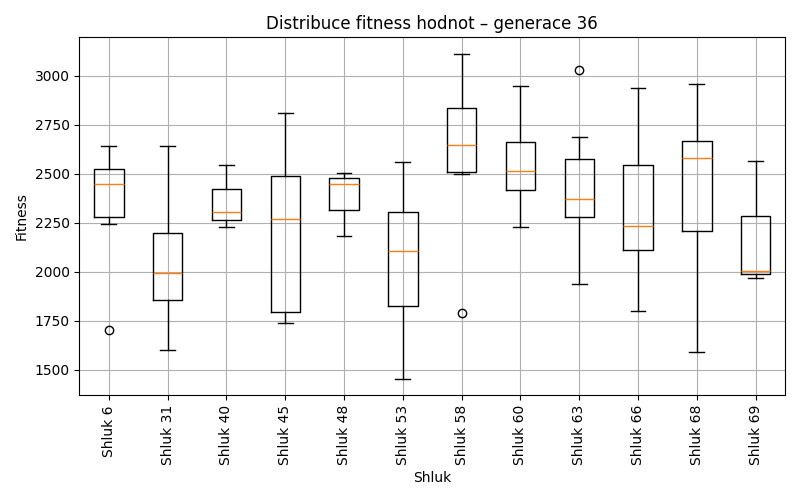 Distribuce fitness hodnot – generace 36
Fitness
3000
2750
2500
2250
2000
1750
1500
Shluk 6
Shluk 31
Shluk 40
Shluk 45
Shluk 48
Shluk 53
Shluk 58
Shluk 60
Shluk 63
Shluk 66
Shluk 68
Shluk 69
Shluk